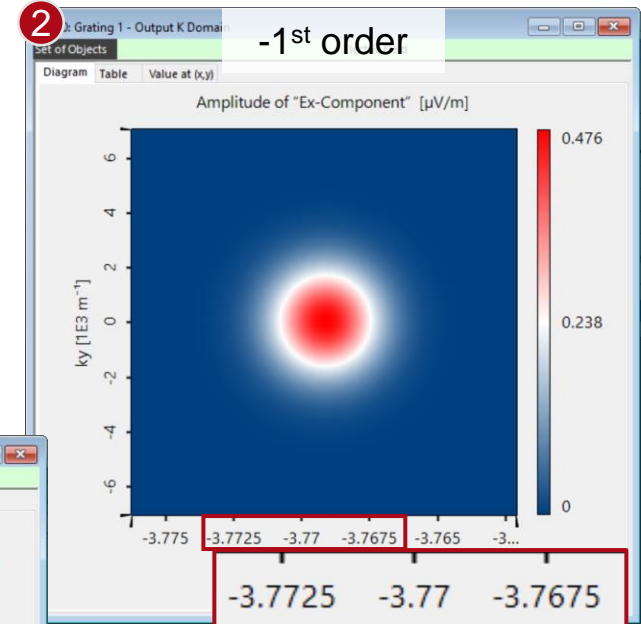 2
: Grating 1 - Output K Domain
-1st order
Set of Objects
Diagram Table Value at (x,y)
Amplitude of "Ex-Component" [µV/m]
0.476
0.238
0
ky [1E3 m⁻¹]
6
4
2
0
-2
-4
-6
-3.775 -3.7725 -3.77 -3.7675 -3.765 -3...
-3.7725 -3.77 -3.7675